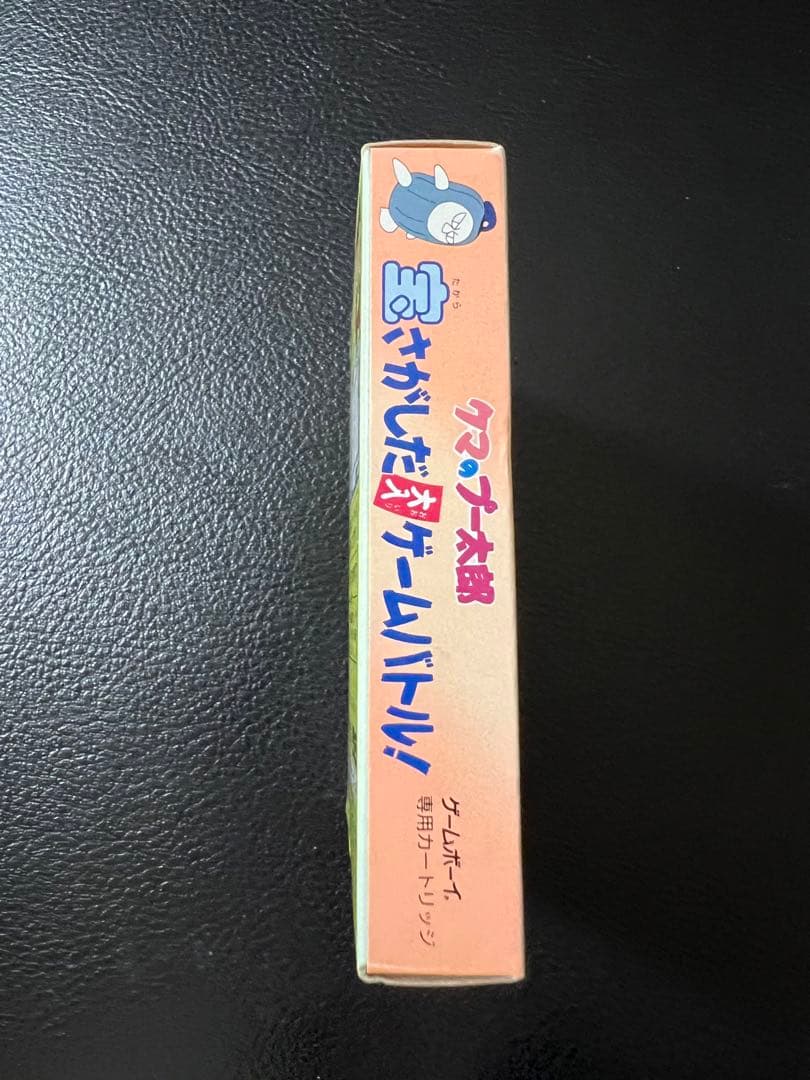 クマのプー太郎
たから
宝さがしだ大入ゲームバトル!
おおいり
ゲームボーイ®
専用カートリッジ